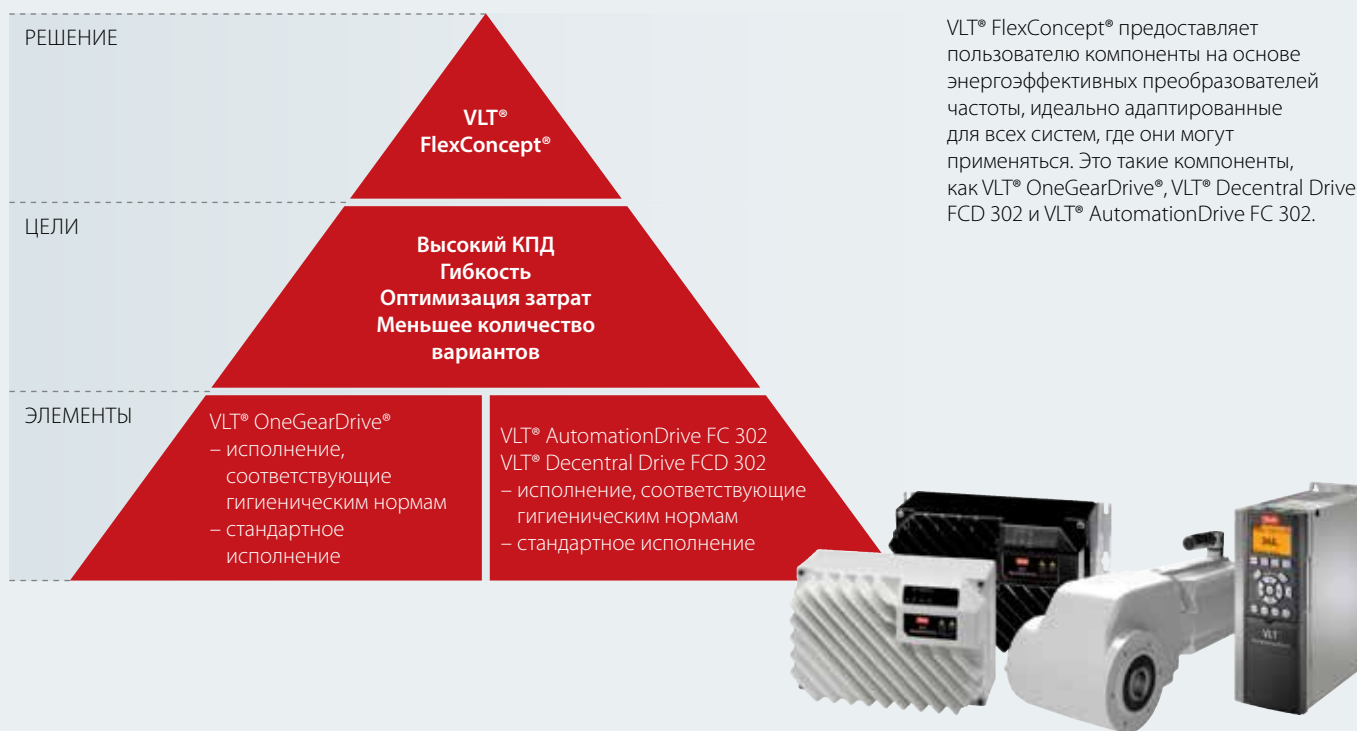 РЕШЕНИЕ
VLT®
FlexConcept®
ЦЕЛИ
Высокий КПД
Гибкость
Оптимизация затрат
Меньшее количество
вариантов
ЭЛЕМЕНТЫ
VLT® OneGearDrive®
– исполнение,
соответствующие
гигиеническим нормам
– стандартное
исполнение
VLT® AutomationDrive FC 302
VLT® Decentral Drive FCD 302
– исполнение, соответствующие
гигиеническим нормам
– стандартное исполнение
VLT® FlexConcept® предоставляет
пользователю компоненты на основе
энергоэффективных преобразователей
частоты, идеально адаптированные
для всех систем, где они могут
применяться. Это такие компоненты,
как VLT® OneGearDrive®, VLT® Decentral Drive
FCD 302 и VLT® AutomationDrive FC 302.
VLT